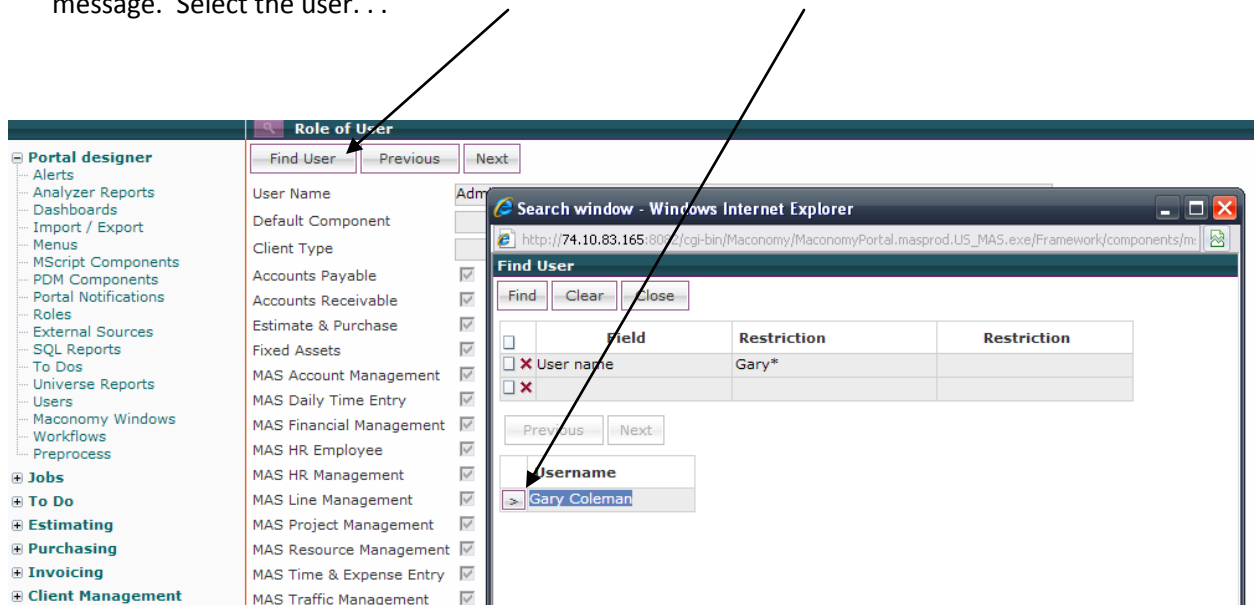 message. Select the user. . .
Role of User
Portal designer
Alerts
Analyzer Reports
Dashboards
Import / Export
Menus
MScript Components
PDM Components
Portal Notifications
Roles
External Sources
SQL Reports
To Dos
Universe Reports
Users
Maconomy Windows
Workflows
Preprocess
Jobs
To Do
Estimating
Purchasing
Invoicing
Client Management
Find User Previous Next
User Name Adm
Default Component
Client Type
Accounts Payable
Accounts Receivable
Estimate & Purchase
Fixed Assets
MAS Account Management
MAS Daily Time Entry
MAS Financial Management
MAS HR Employee
MAS HR Management
MAS Line Management
MAS Project Management
MAS Resource Management
MAS Time & Expense Entry
MAS Traffic Management
Search window - Windows Internet Explorer
http://74.10.83.165:8082/cgi-bin/Maconomy/MaconomyPortal.masprod.US_MAS.exe/Framework/components/m
Find User
Find Clear Close
Field Restriction Restriction
User name Gary*
Previous Next
Username
> Gary Coleman